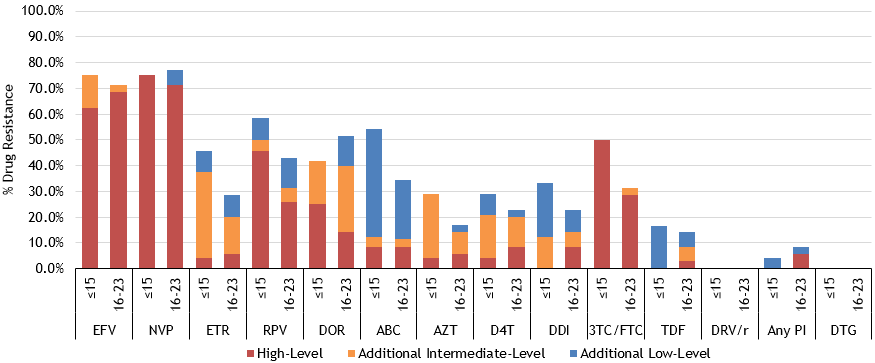 100.0%
90.0%
80.0%
70.0%
60.0%
50.0%
40.0%
30.0%
20.0%
10.0%
0.0%
% Drug Resistance
≤15 16-23 ≤15 16-23 ≤15 16-23 ≤15 16-23 ≤15 16-23 ≤15 16-23 ≤15 16-23 ≤15 16-23 ≤15 16-23 ≤15 16-23 ≤15 16-23 ≤15 16-23 ≤15 16-23 ≤15 16-23
EFV NVP ETR RPV DOR ABC AZT D4T DDI 3TC/FTC TDF DRV/r Any PI DTG
High-Level Additional Intermediate-Level Additional Low-Level